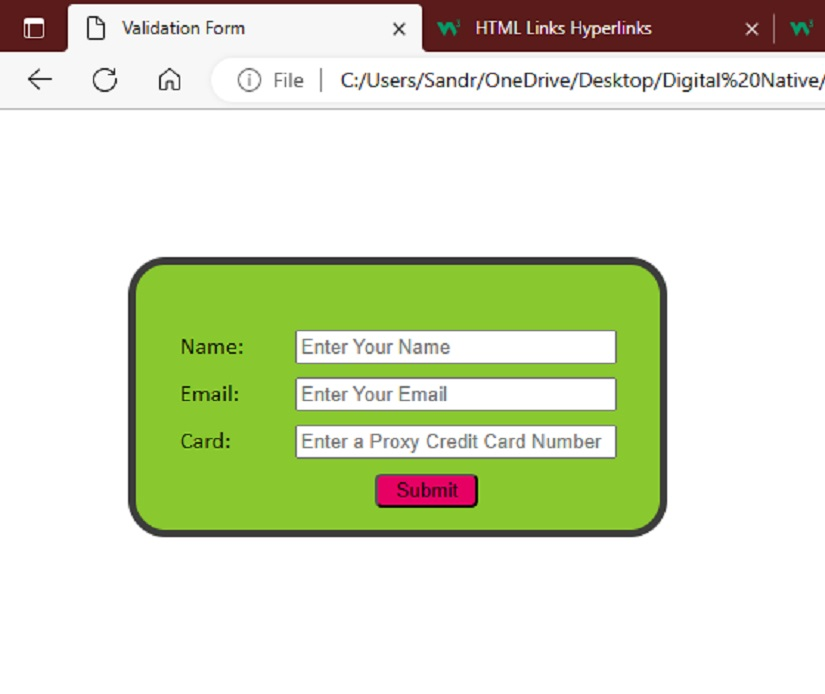 Validation Form
HTML Links Hyperlinks
File | C:/Users/Sandr/OneDrive/Desktop/Digital%20Native/
Name: Enter Your Name
Email: Enter Your Email
Card: Enter a Proxy Credit Card Number
Submit